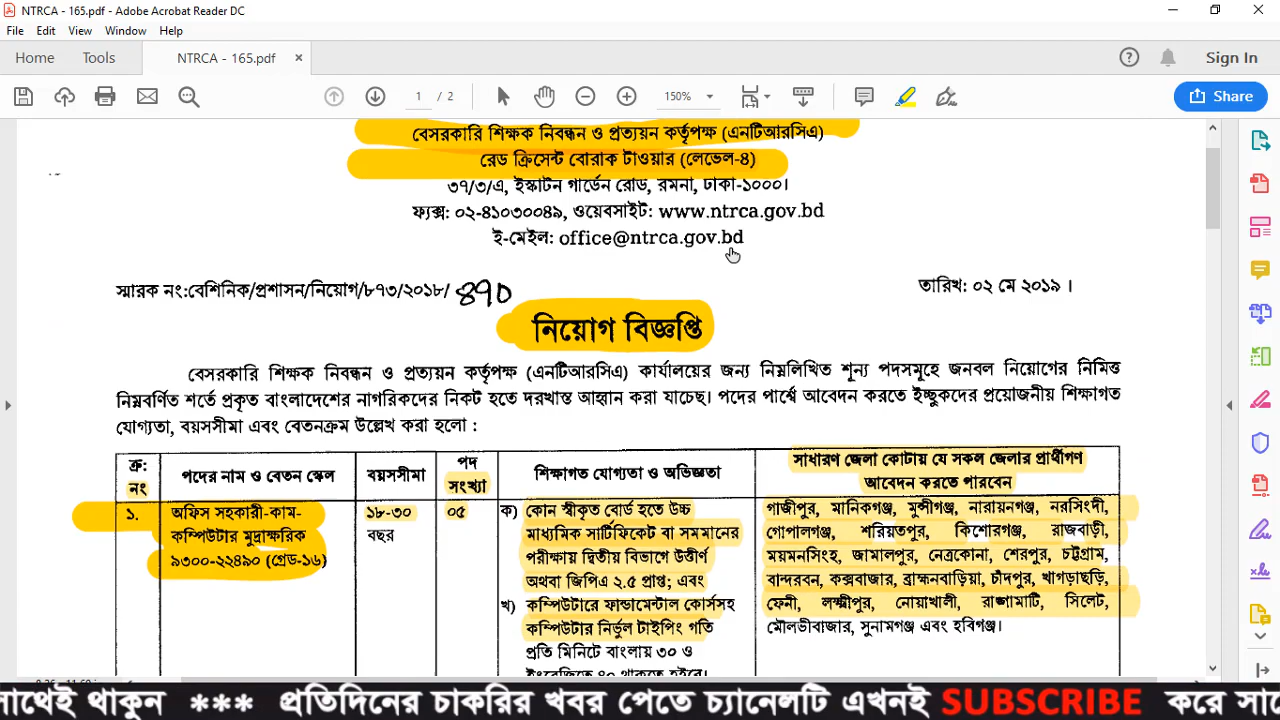 NTRCA - 165.pdf - Adobe Acrobat Reader DC
File Edit View Window Help
Home Tools NTRCA - 165.pdf × Sign In
1 / 2 150% Share
বেসরকারি শিক্ষক নিবন্ধন ও প্রত্যয়ন কর্তৃপক্ষ (এনটিআরসিএ)
রেড ক্রিসেন্ট বোরাক টাওয়ার (লেভেল-৪)
৩৭/৩/এ, ইস্কাটন গার্ডেন রোড, রমনা, ঢাকা-১০০০।
ফ্যক্স: ০২-৪১০৩০০৪৯, ওয়েবসাইট: www.ntrca.gov.bd
ই-মেইল: office@ntrca.gov.bd
স্মারক নং:বেশিনিক/প্রশাসন/নিয়োগ/৮৭৩/২০১৮/ ৪৭০ তারিখ: ০২ মে ২০১৯ ।
নিয়োগ বিজ্ঞপ্তি
বেসরকারি শিক্ষক নিবন্ধন ও প্রত্যয়ন কর্তৃপক্ষ (এনটিআরসিএ) কার্যালয়ের জন্য নিম্নলিখিত শূন্য পদসমূহে জনবল নিয়োগের নিমিত্ত
নিম্নবর্ণিত শর্তে প্রকৃত বাংলাদেশের নাগরিকদের নিকট হতে দরখাস্ত আহ্বান করা যাচ্ছে। পদের পার্শ্বে আবেদন করতে ইচ্ছুকদের প্রয়োজনীয় শিক্ষাগত
যোগ্যতা, বয়সসীমা এবং বেতনক্রম উল্লেখ করা হলো :
ক্র: নং
পদের নাম ও বেতন স্কেল
বয়সসীমা
পদ সংখ্যা
শিক্ষাগত যোগ্যতা ও অভিজ্ঞতা
সাধারণ জেলা কোটায় যে সকল জেলার প্রার্থীগণ
আবেদন করতে পারবেন
১.
অফিস সহকারী-কাম-
কম্পিউটার মুদ্রাক্ষরিক
৯৩০০-২২৪৯০ (গ্রেড-১৬)
১৮-৩০
বছর
০৫
ক) কোন স্বীকৃত বোর্ড হতে উচ্চ
মাধ্যমিক সার্টিফিকেট বা সমমানের
পরীক্ষায় দ্বিতীয় বিভাগে উত্তীর্ণ
অথবা জিপিএ ২.৫ প্রাপ্ত; এবং
খ) কম্পিউটারে ফান্ডামেন্টাল কোর্সসহ
কম্পিউটার নির্ভুল টাইপিং গতি
প্রতি মিনিটে বাংলায় ৩০ ও
ইংরেজিতে ৪০ থাকতে হইবে।
গাজীপুর, মানিকগঞ্জ, মুন্সীগঞ্জ, নারায়নগঞ্জ, নরসিংদী,
গোপালগঞ্জ, শরিয়তপুর, কিশোরগঞ্জ, রাজবাড়ী,
ময়মনসিংহ, জামালপুর, নেত্রকোনা, শেরপুর, চট্টগ্রাম,
বান্দরবন, কক্সবাজার, ব্রাহ্মনবাড়িয়া, চাঁদপুর, খাগড়াছড়ি,
ফেনী, লক্ষ্মীপুর, নোয়াখালী, রাঙ্গামাটি, সিলেট,
মৌলভীবাজার, সুনামগঞ্জ এবং হবিগঞ্জ।
সাথেই থাকুন *** প্রতিদিনের চাকরির খবর পেতে চ্যানেলটি এখনই SUBSCRIBE করে সাথে